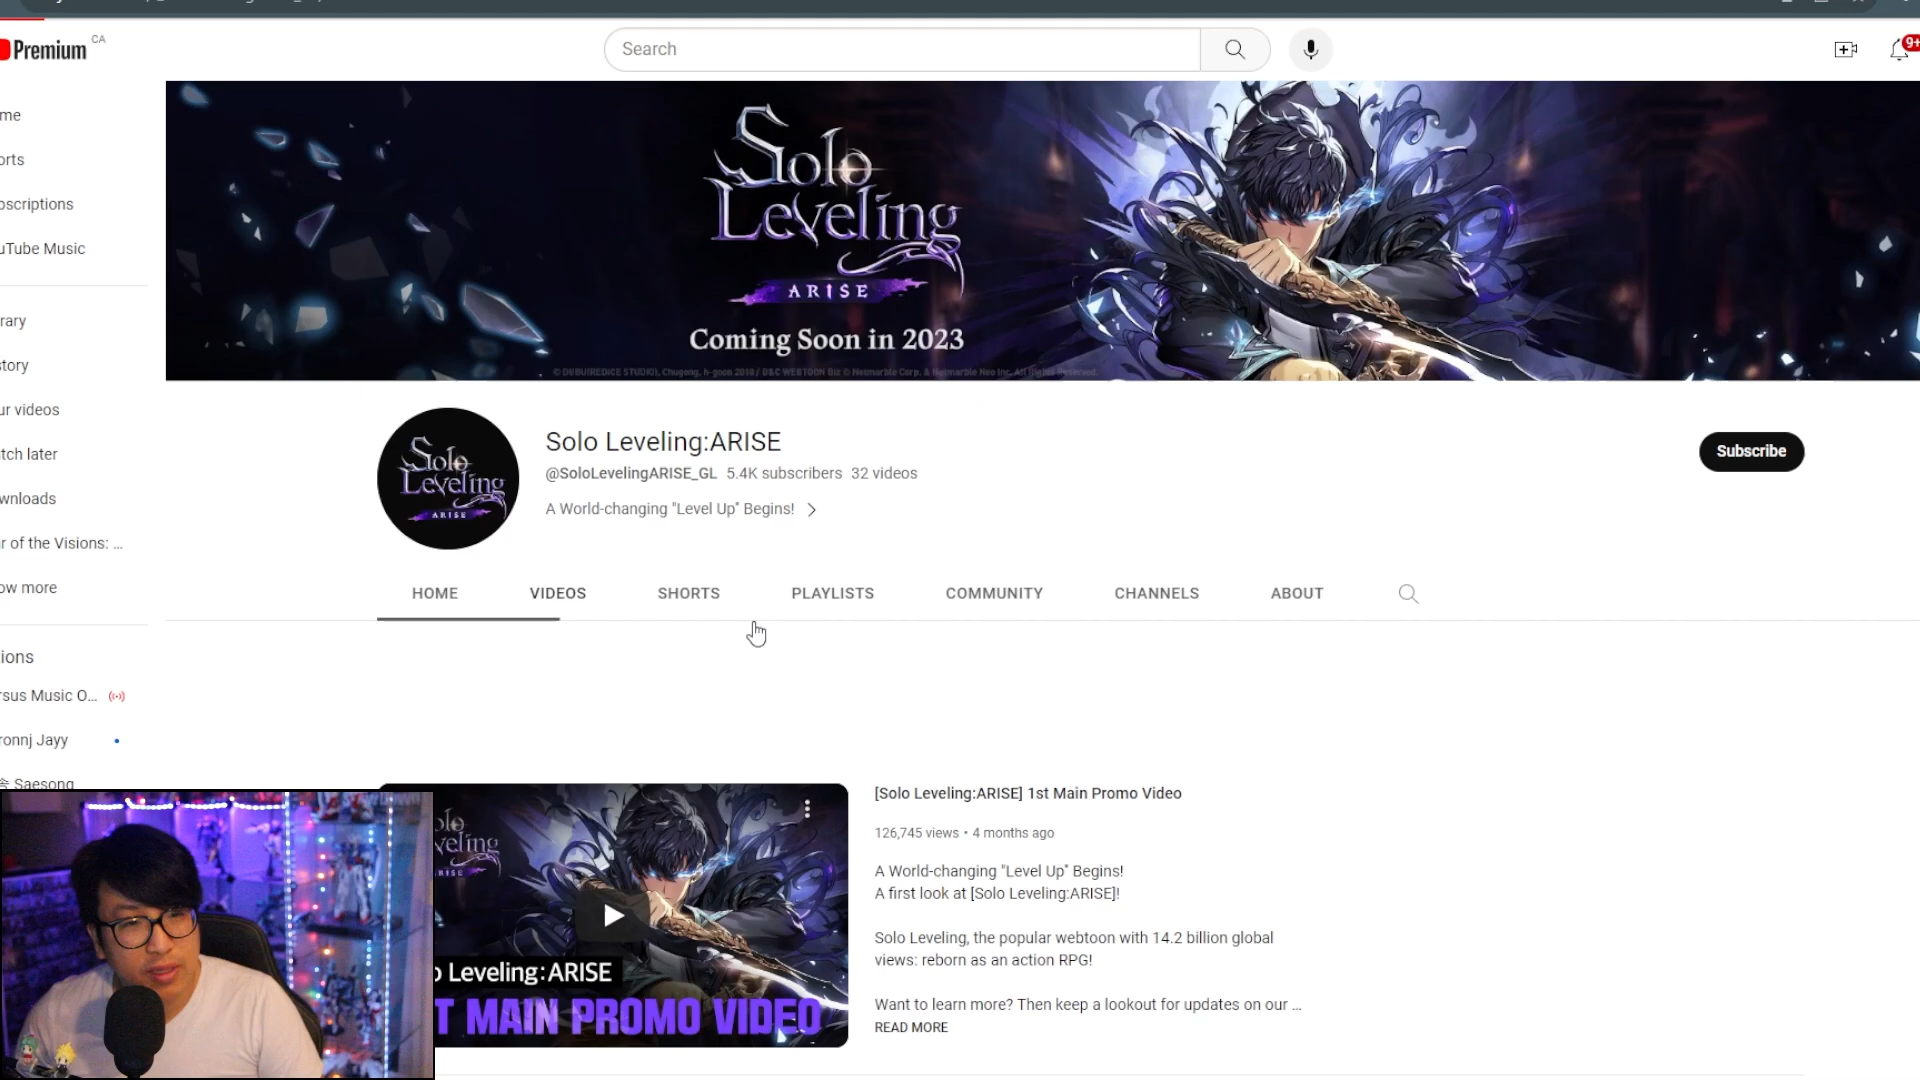 Premium CA
Search
9+
me
orts
oscriptions
uTube Music
rary
story
ur videos
tch later
wnloads
r of the Visions: ...
ow more
ions
rsus Music O...
ronnj Jayy
Saesong
Solo
Leveling
ARISE
Coming Soon in 2023
Solo
Leveling
ARISE
Solo Leveling:ARISE
@SoloLevelingARISE_GL 5.4K subscribers 32 videos
A World-changing "Level Up" Begins!
Subscribe
HOME VIDEOS SHORTS PLAYLISTS COMMUNITY CHANNELS ABOUT
olo
veling
ARISE
o Leveling:ARISE
T MAIN PROMO VIDEO
[Solo Leveling:ARISE] 1st Main Promo Video
126,745 views • 4 months ago
A World-changing "Level Up" Begins!
A first look at [Solo Leveling:ARISE]!
Solo Leveling, the popular webtoon with 14.2 billion global
views: reborn as an action RPG!
Want to learn more? Then keep a lookout for updates on our ...
READ MORE